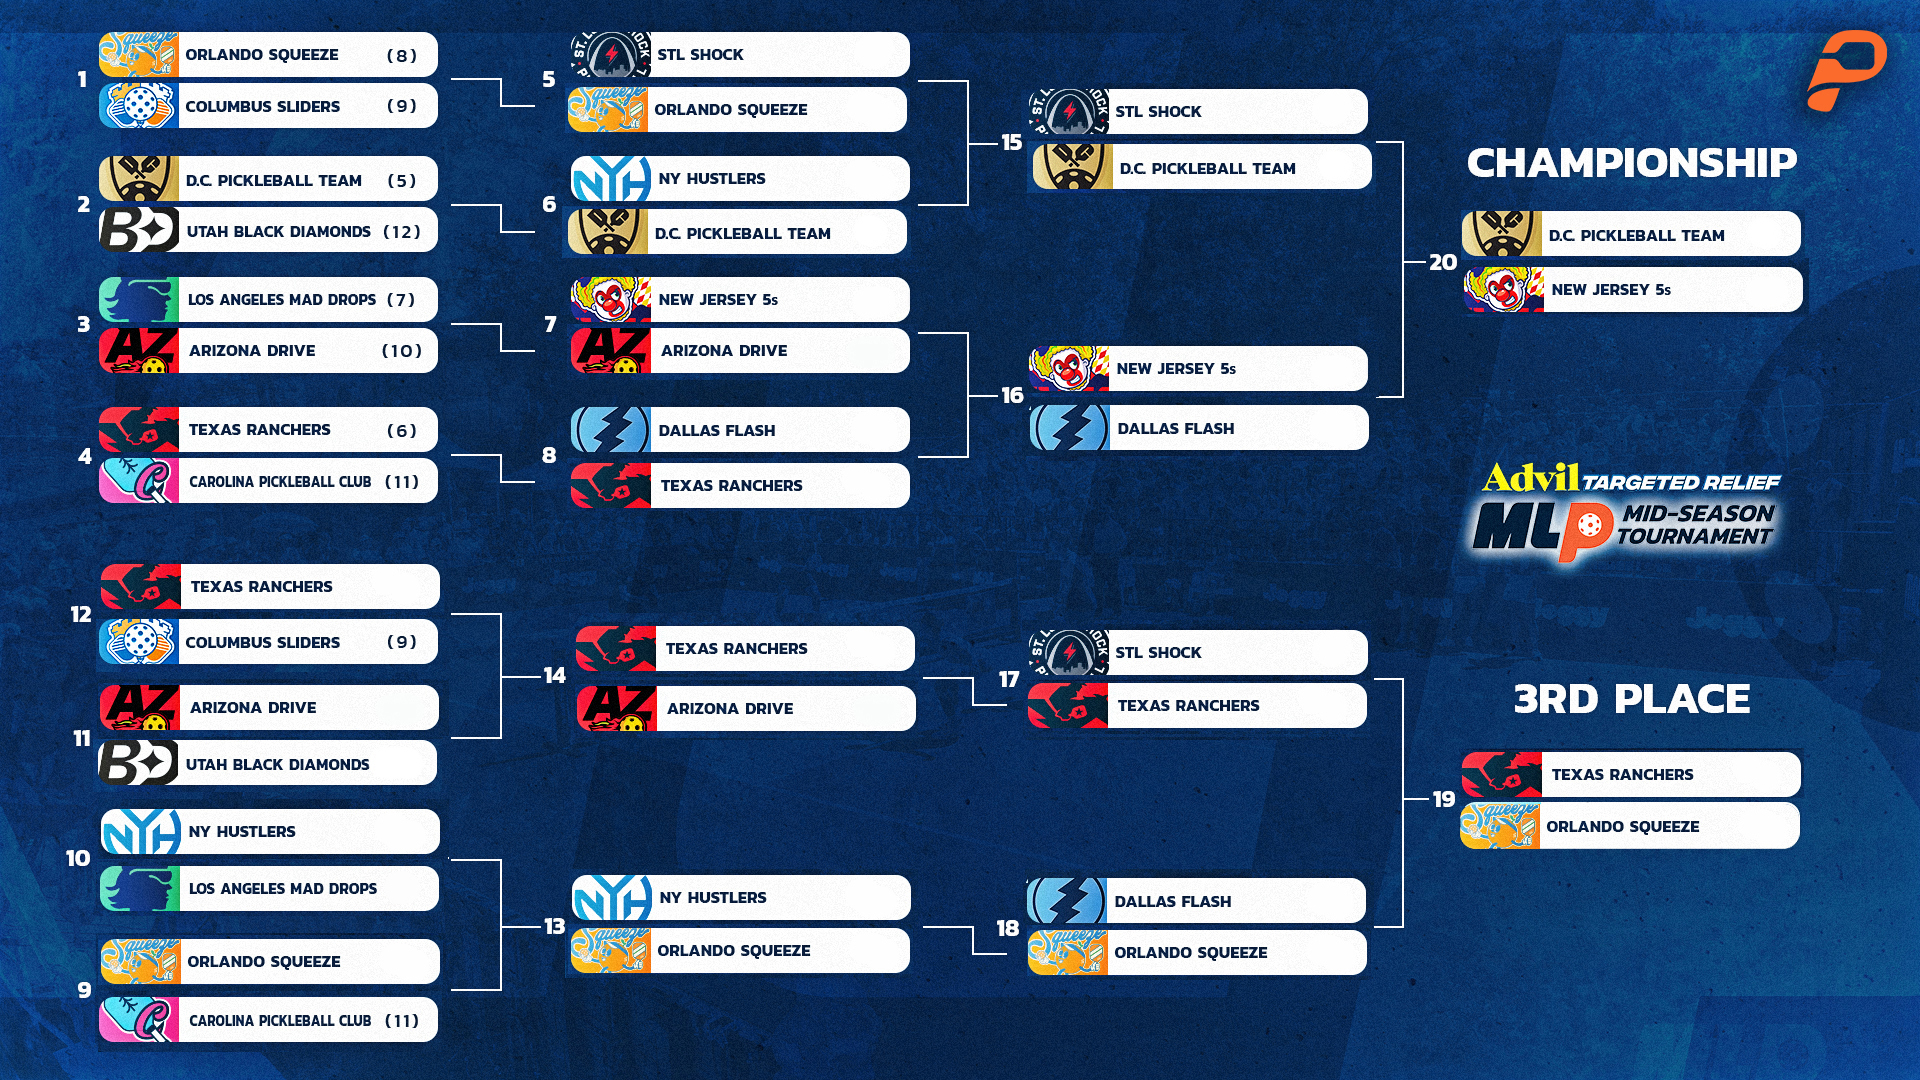 1
ORLANDO SQUEEZE (8)
COLUMBUS SLIDERS (9)
2
D.C. PICKLEBALL TEAM (5)
UTAH BLACK DIAMONDS (12)
3
LOS ANGELES MAD DROPS (7)
ARIZONA DRIVE (10)
4
TEXAS RANCHERS (6)
CAROLINA PICKLEBALL CLUB (11)
5
STL SHOCK
ORLANDO SQUEEZE
6
NY HUSTLERS
D.C. PICKLEBALL TEAM
7
NEW JERSEY 5s
ARIZONA DRIVE
8
DALLAS FLASH
TEXAS RANCHERS
15
STL SHOCK
D.C. PICKLEBALL TEAM
16
NEW JERSEY 5s
DALLAS FLASH
CHAMPIONSHIP
20
D.C. PICKLEBALL TEAM
NEW JERSEY 5s
Advil TARGETED RELIEF
MLP MID-SEASON
TOURNAMENT
12
TEXAS RANCHERS
COLUMBUS SLIDERS (9)
11
ARIZONA DRIVE
UTAH BLACK DIAMONDS
10
NY HUSTLERS
LOS ANGELES MAD DROPS
9
ORLANDO SQUEEZE
CAROLINA PICKLEBALL CLUB (11)
14
TEXAS RANCHERS
ARIZONA DRIVE
13
NY HUSTLERS
ORLANDO SQUEEZE
17
STL SHOCK
TEXAS RANCHERS
18
DALLAS FLASH
ORLANDO SQUEEZE
3RD PLACE
19
TEXAS RANCHERS
ORLANDO SQUEEZE